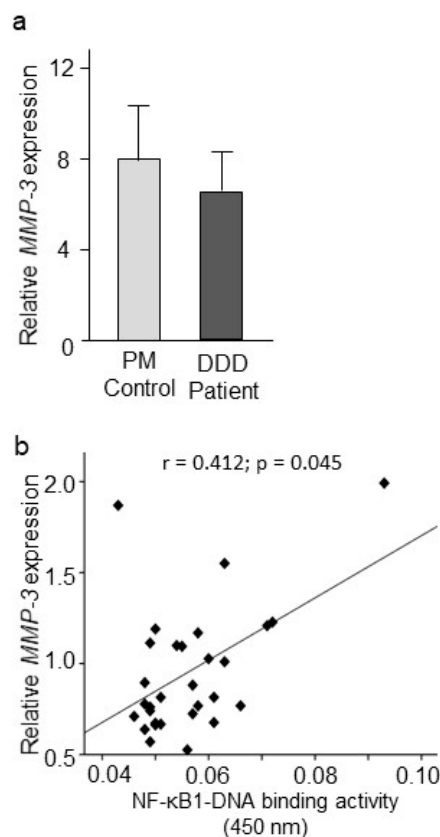 a
12
8
4
0
Relative MMP-3 expression
PM
Control
DDD
Patient
b
r = 0.412; p = 0.045
2.0
1.5
1.0
0.5
Relative MMP-3 expression
0.04 0.06 0.08 0.10
NF-κB1-DNA binding activity
(450 nm)